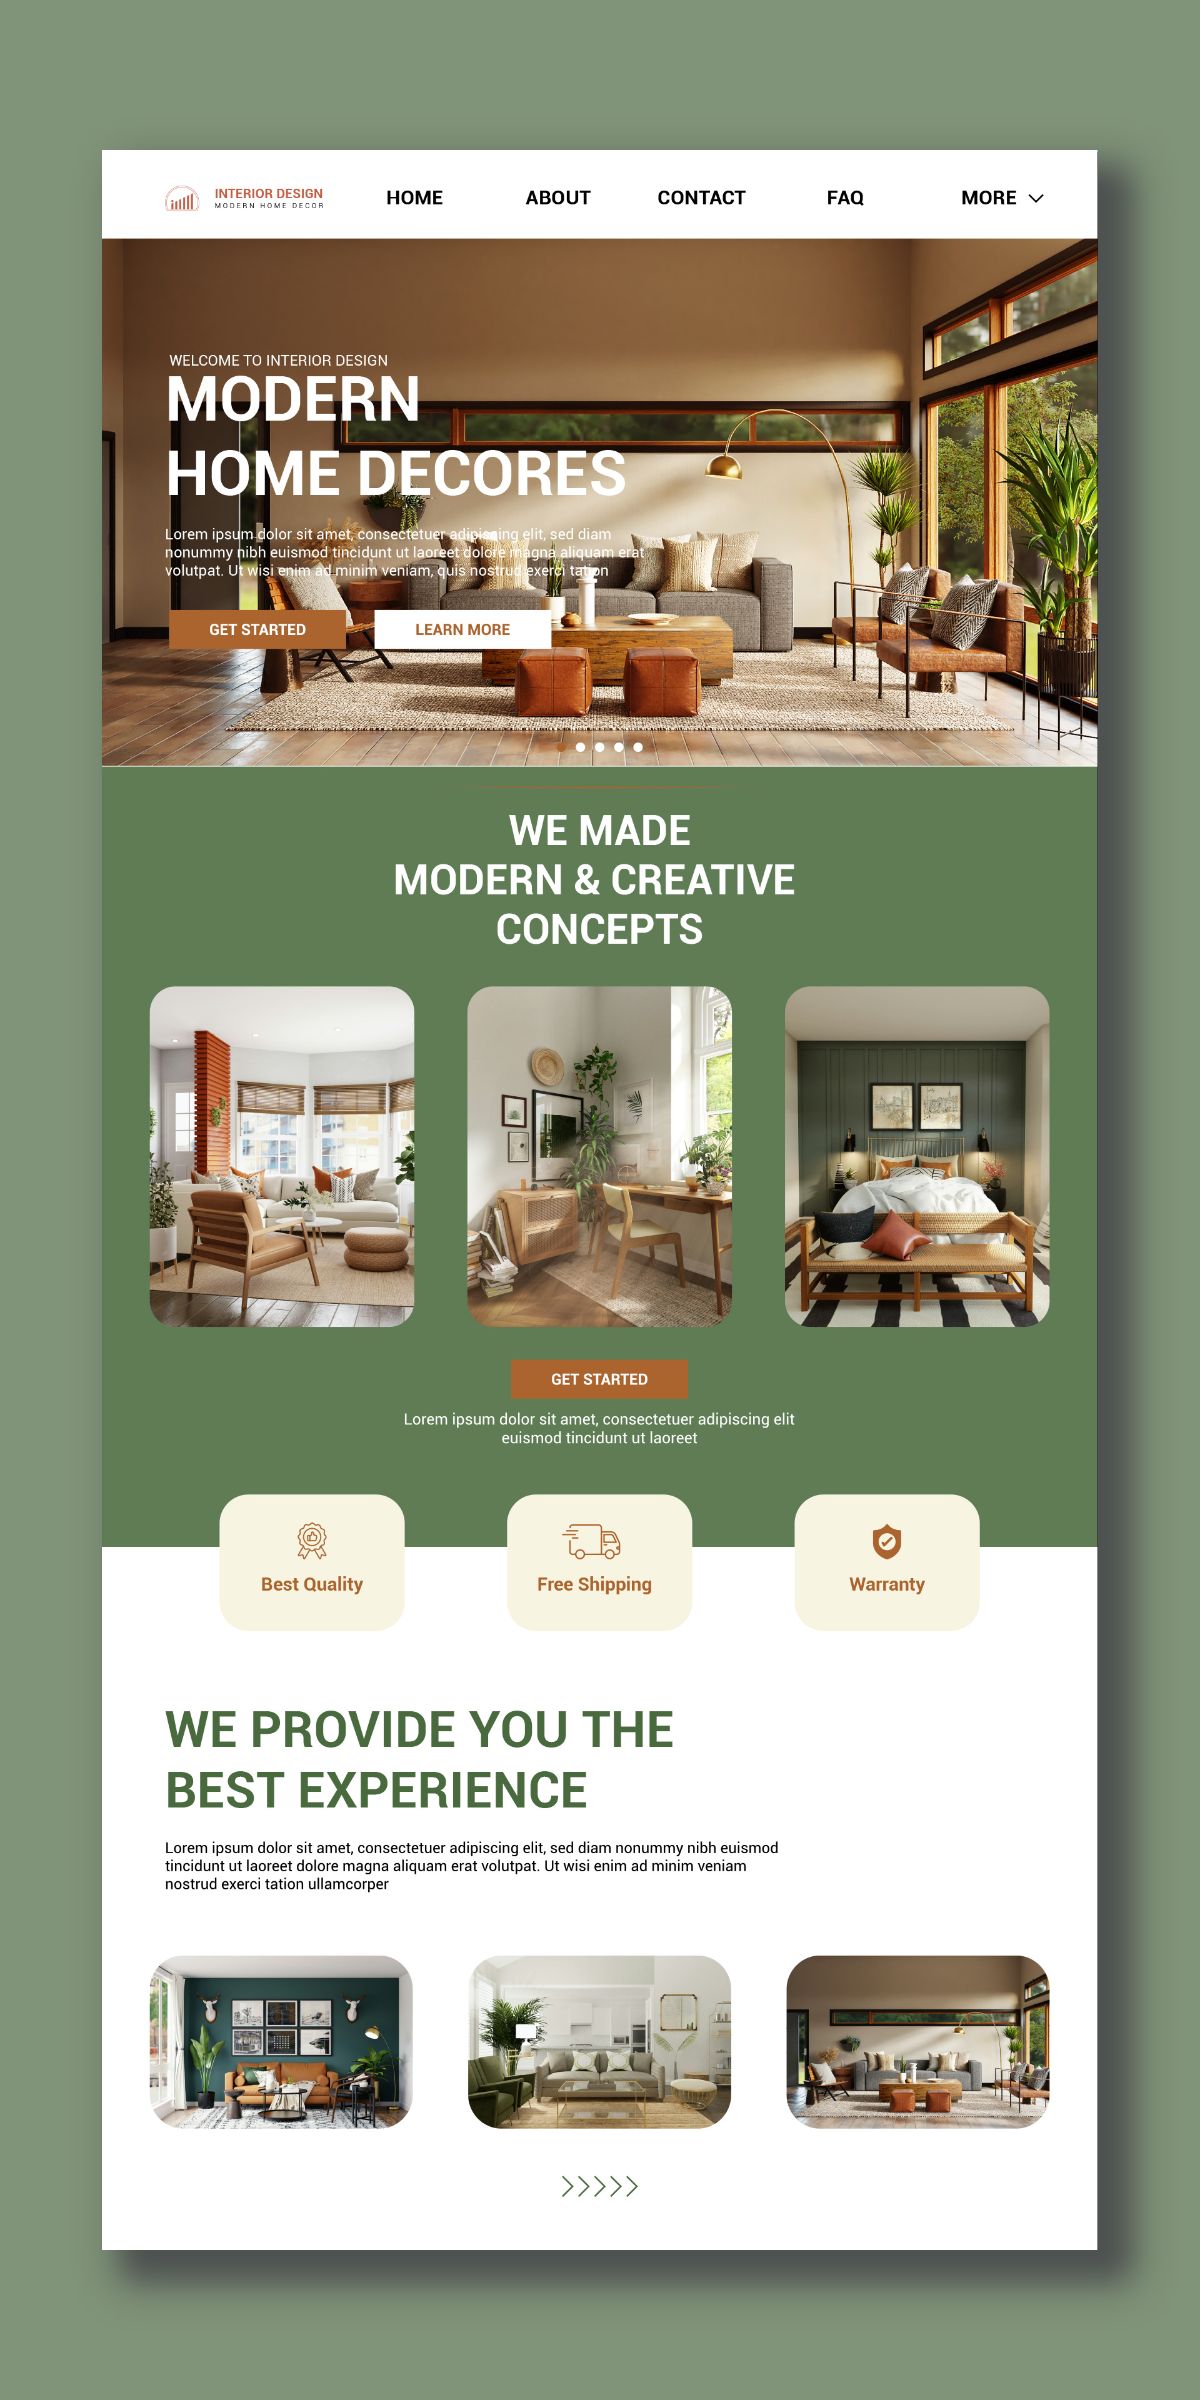 INTERIOR DESIGN
MODERN HOME DECOR
HOME
ABOUT
CONTACT
FAQ
MORE
WELCOME TO INTERIOR DESIGN
MODERN
HOME DECORES
Lorem ipsum dolor sit amet, consectetuer adipiscing elit, sed diam
nonummy nibh euismod tincidunt ut laoreet dolore magna aliquam erat
volutpat. Ut wisi enim ad minim veniam, quis nostrud exerci tation
GET STARTED
LEARN MORE
WE MADE
MODERN & CREATIVE
CONCEPTS
GET STARTED
Lorem ipsum dolor sit amet, consectetuer adipiscing elit
euismod tincidunt ut laoreet
Best Quality
Free Shipping
Warranty
WE PROVIDE YOU THE
BEST EXPERIENCE
Lorem ipsum dolor sit amet, consectetuer adipiscing elit, sed diam nonummy nibh euismod
tincidunt ut laoreet dolore magna aliquam erat volutpat. Ut wisi enim ad minim veniam
nostrud exerci tation ullamcorper